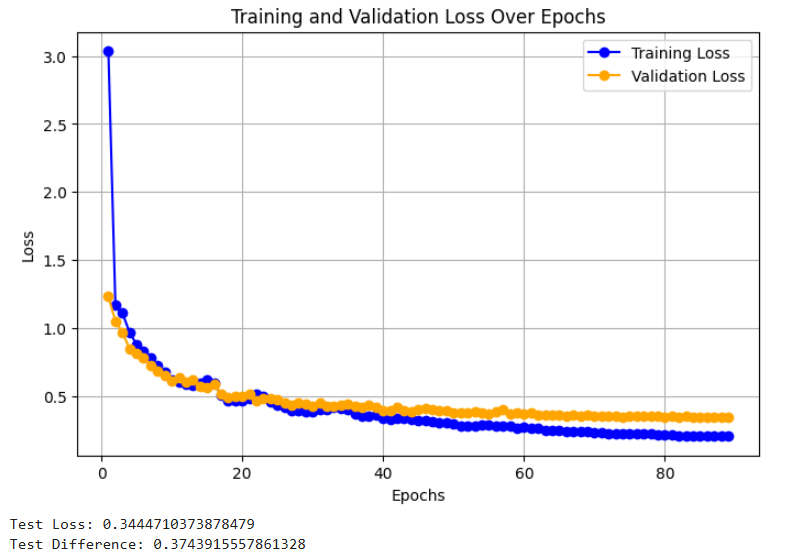 Training and Validation Loss Over Epochs
Training Loss
Validation Loss
3.0
2.5
2.0
1.5
1.0
0.5
Loss
0 20 40 60 80
Epochs
Test Loss: 0.3444710373878479
Test Difference: 0.3743915557861328